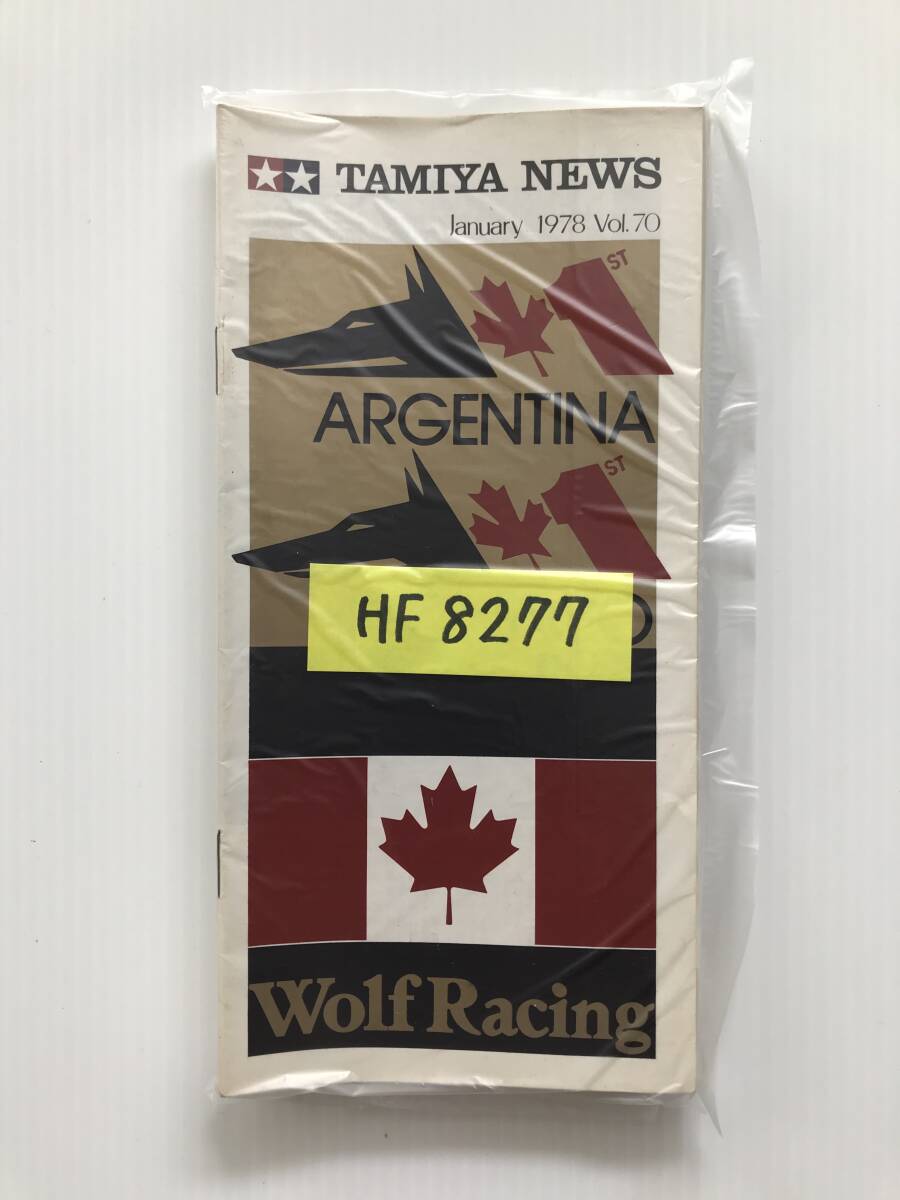 TAMIYA NEWS
January 1978 Vol.70
1ST
ARGENTINA
1ST
HF 8277
Wolf Racing